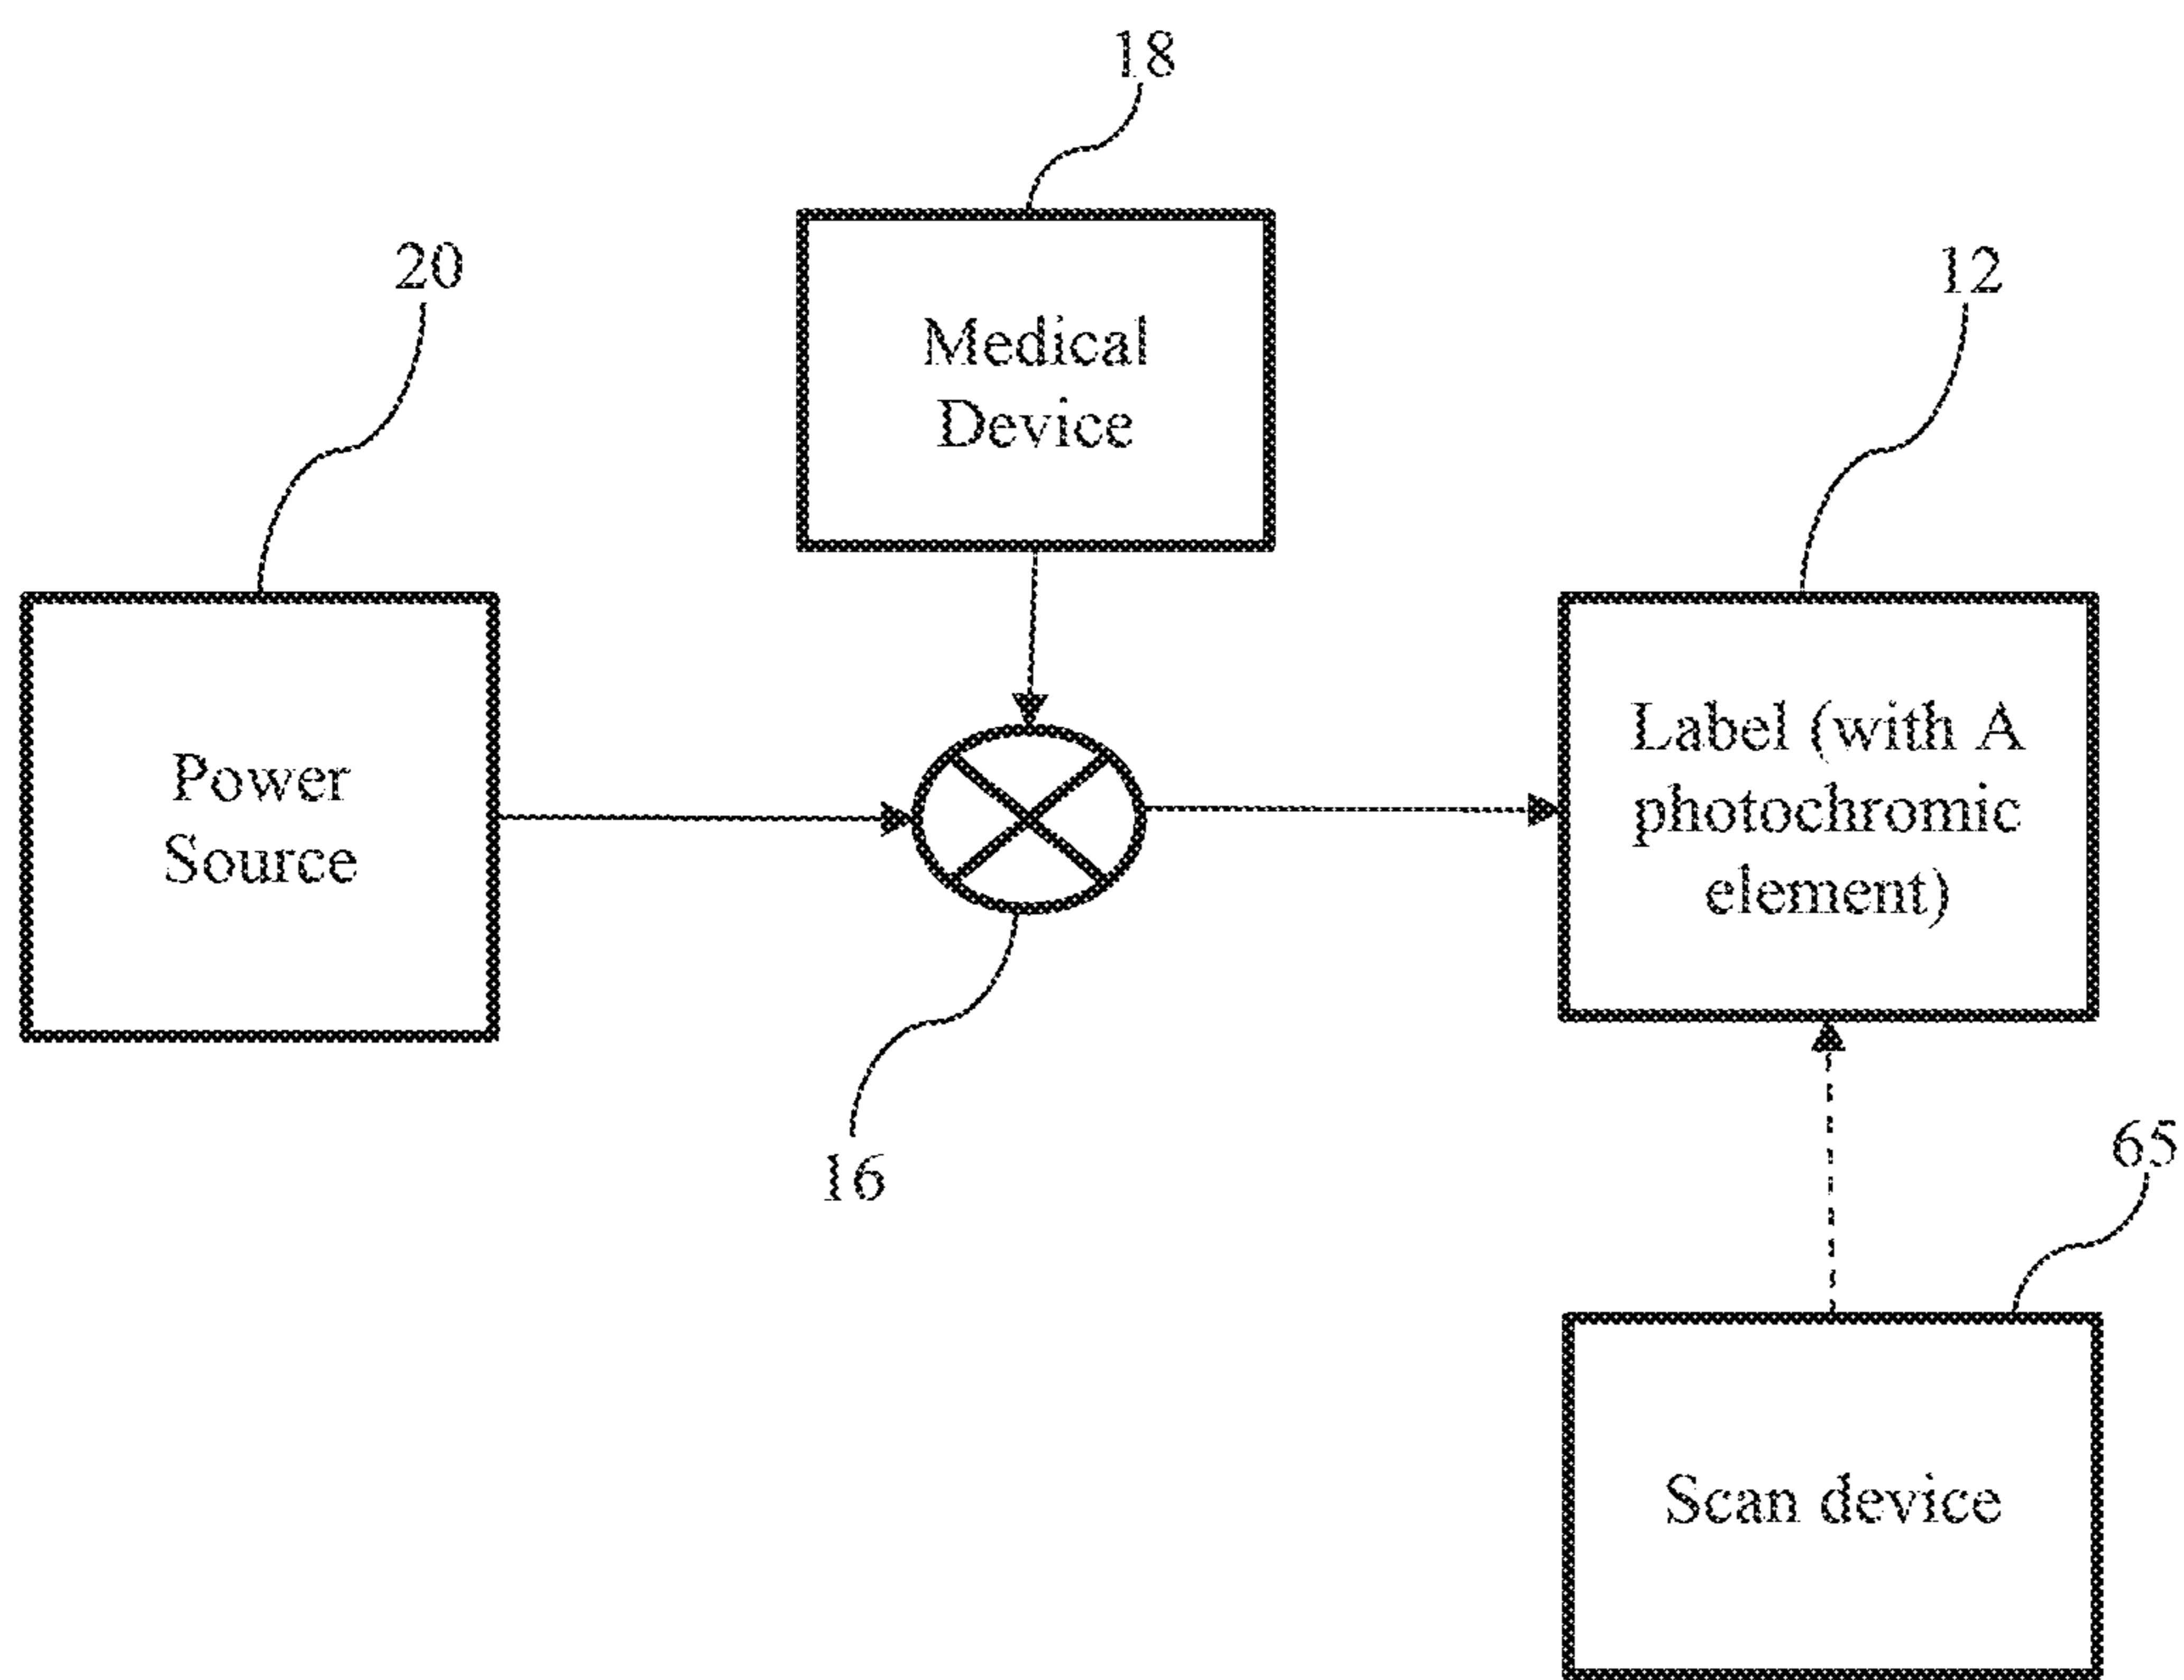 18
20
12
Medical
Device
Power
Source
Label (with A
photochromic
element)
16
65
Scan device